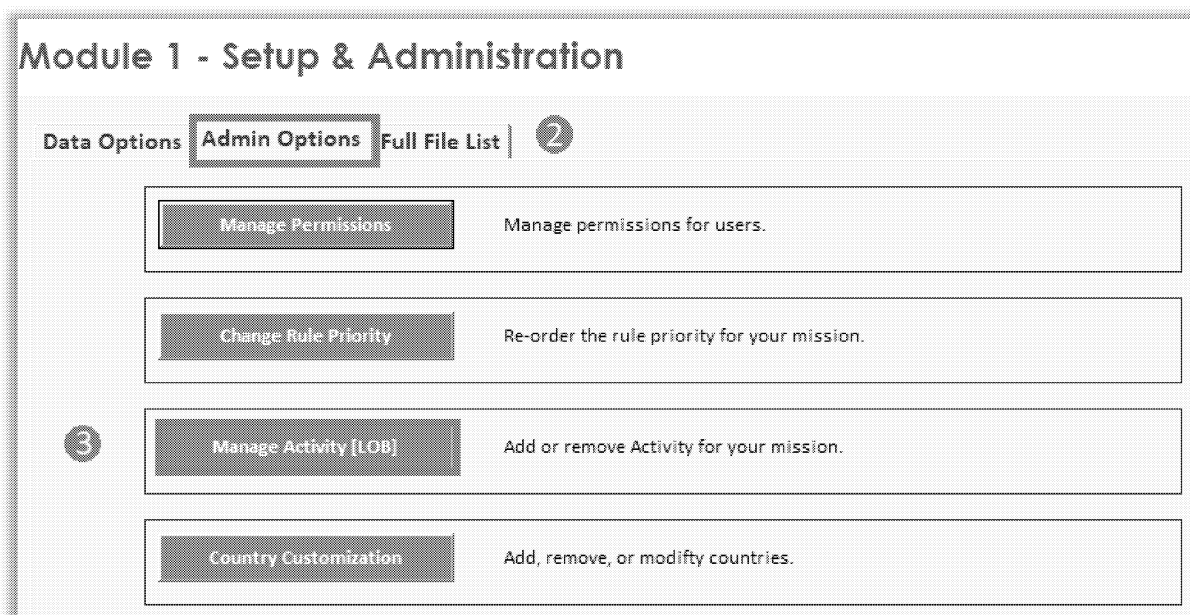 Module 1 - Setup & Administration
Data Options Admin Options Full File List 2
Manage Permissions Manage permissions for users.
Change Rule Priority Re-order the rule priority for your mission.
3 Manage Activity [LOB] Add or remove Activity for your mission.
Country Customization Add, remove, or modifty countries.